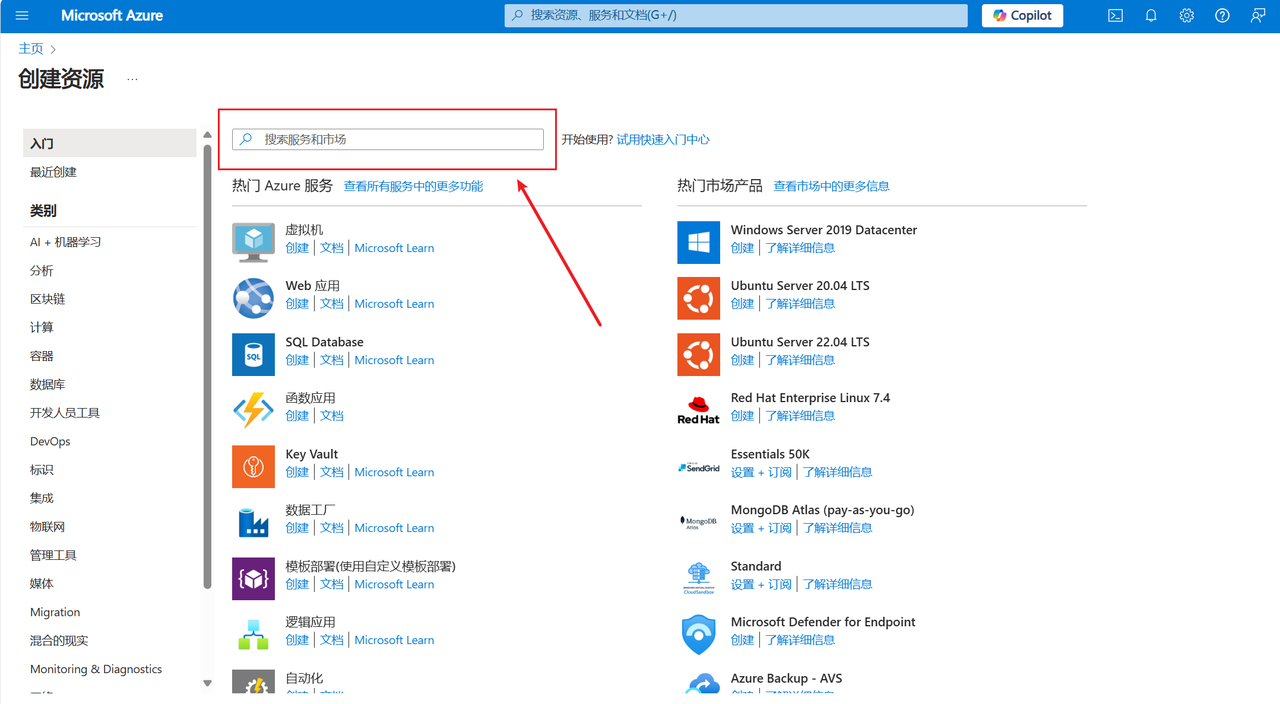 Microsoft Azure
搜索资源、服务和文档(G+/)
Copilot
主页
创建资源
...
入门
最近创建
类别
AI + 机器学习
分析
区块链
计算
容器
数据库
开发人员工具
DevOps
标识
集成
物联网
管理工具
媒体
Migration
混合的现实
Monitoring & Diagnostics
搜索服务和市场
开始使用? 试用快速入门中心
热门 Azure 服务 查看所有服务中的更多功能
虚拟机
创建 | 文档 | Microsoft Learn
Web 应用
创建 | 文档 | Microsoft Learn
SQL
SQL Database
创建 | 文档 | Microsoft Learn
函数应用
创建 | 文档
Key Vault
创建 | 文档 | Microsoft Learn
数据工厂
创建 | 文档 | Microsoft Learn
模板部署(使用自定义模板部署)
创建 | 文档 | Microsoft Learn
逻辑应用
创建 | 文档 | Microsoft Learn
自动化
热门市场产品 查看市场中的更多信息
Windows Server 2019 Datacenter
创建 | 了解详细信息
Ubuntu Server 20.04 LTS
创建 | 了解详细信息
Ubuntu Server 22.04 LTS
创建 | 了解详细信息
Red Hat
Red Hat Enterprise Linux 7.4
创建 | 了解详细信息
SendGrid
Essentials 50K
设置 + 订阅 | 了解详细信息
MongoDB
Atlas
MongoDB Atlas (pay-as-you-go)
设置 + 订阅 | 了解详细信息
CloudSandbox
Standard
设置 + 订阅 | 了解详细信息
Microsoft Defender for Endpoint
创建 | 了解详细信息
Azure Backup - AVS